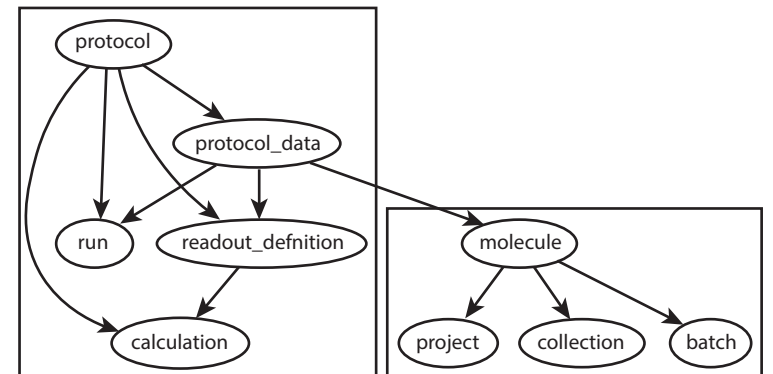 protocol
protocol_data
run
readout_defnition
molecule
calculation
project
collection
batch